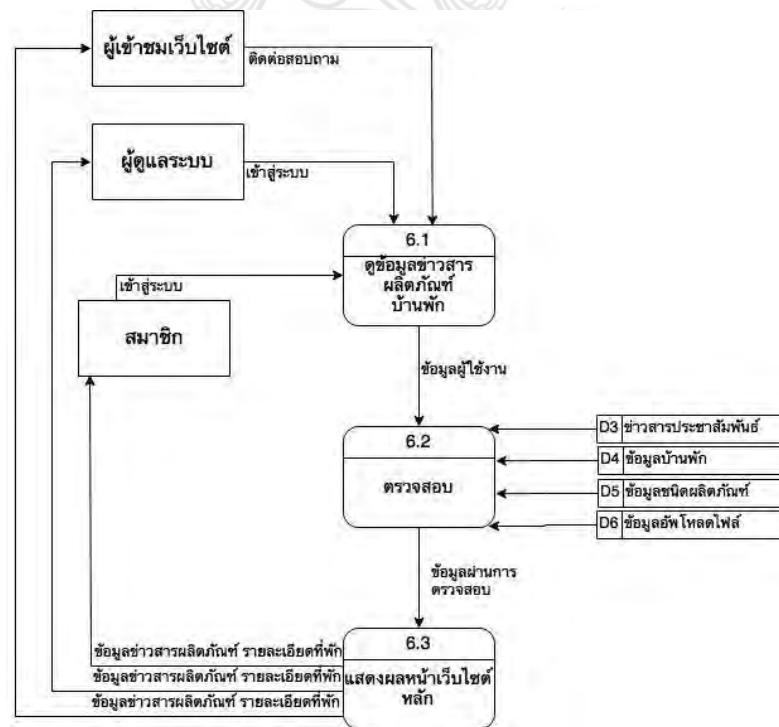 ผู้เข้าชมเว็บไซต์
ติดต่อสอบถาม
ผู้ดูแลระบบ
เข้าสู่ระบบ
6.1
ดูข้อมูลข่าวสาร
ผลิตภัณฑ์
บ้านพัก
เข้าสู่ระบบ
สมาชิก
ข้อมูลผู้ใช้งาน
6.2
ตรวจสอบ
D3 ข่าวสารประชาสัมพันธ์
D4 ข้อมูลบ้านพัก
D5 ข้อมูลชนิดผลิตภัณฑ์
D6 ข้อมูลอัพโหลดไฟล์
ข้อมูลผ่านการ
ตรวจสอบ
6.3
แสดงผลหน้าเว็บไซต์
หลัก
ข้อมูลข่าวสารผลิตภัณฑ์ รายละเอียดที่พัก
ข้อมูลข่าวสารผลิตภัณฑ์ รายละเอียดที่พัก
ข้อมูลข่าวสารผลิตภัณฑ์ รายละเอียดที่พัก